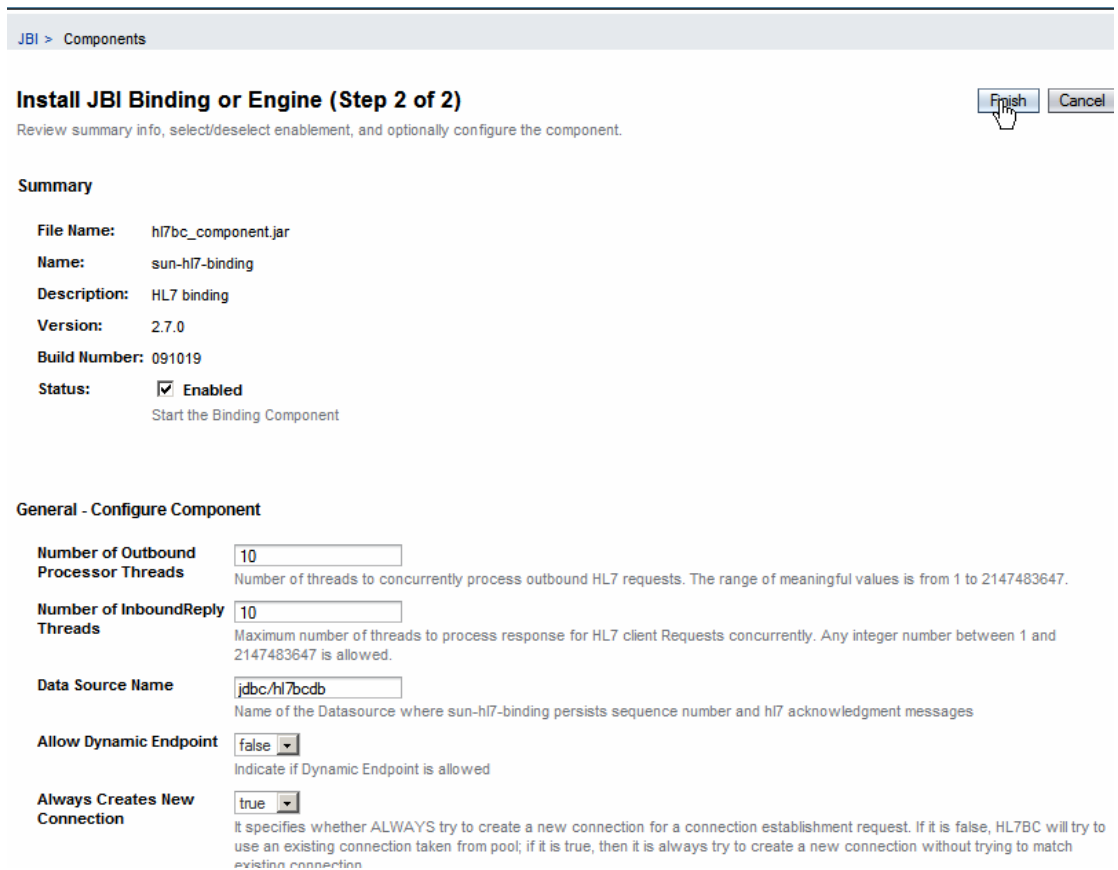 JBI > Components
Install JBI Binding or Engine (Step 2 of 2)
Finish Cancel
Review summary info, select/deselect enablement, and optionally configure the component.
Summary
File Name: hl7bc_component.jar
Name: sun-hl7-binding
Description: HL7 binding
Version: 2.7.0
Build Number: 091019
Status: Enabled
Start the Binding Component
General - Configure Component
Number of Outbound
Processor Threads
10
Number of threads to concurrently process outbound HL7 requests. The range of meaningful values is from 1 to 2147483647.
Number of InboundReply
Threads
10
Maximum number of threads to process response for HL7 client Requests concurrently. Any integer number between 1 and
2147483647 is allowed.
Data Source Name
jdbc/hl7bcdb
Name of the Datasource where sun-hl7-binding persists sequence number and hl7 acknowledgment messages
Allow Dynamic Endpoint
false
Indicate if Dynamic Endpoint is allowed
Always Creates New
Connection
true
It specifies whether ALWAYS try to create a new connection for a connection establishment request. If it is false, HL7BC will try to
use an existing connection taken from pool; if it is true, then it is always try to create a new connection without trying to match
existing connection